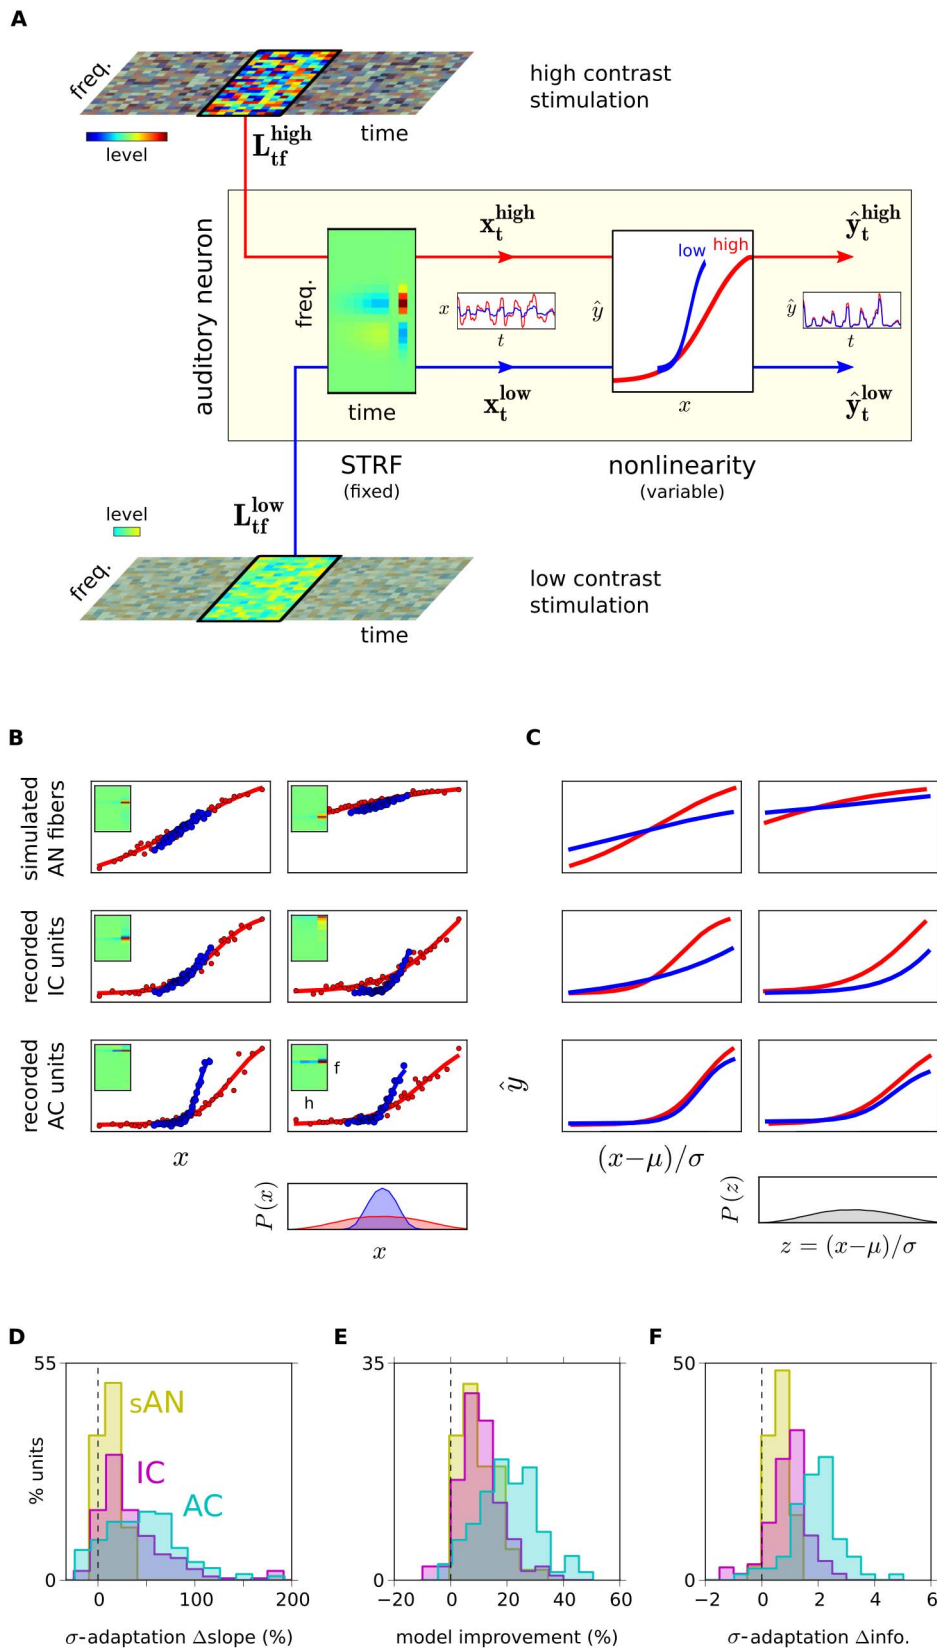 A
freq.
high contrast
stimulation
time
level
L_tf^high
auditory neuron
x_t^high
ŷ_t^high
low high
freq.
x
t
ŷ
ŷ
t
time
x
x_t^low
ŷ_t^low
STRF
(fixed)
nonlinearity
(variable)
level
L_tf^low
freq.
low contrast
stimulation
time
B
C
simulated
AN fibers
recorded
IC units
recorded
AC units
f
h
ŷ
x
(x−μ)/σ
P(x)
x
P(z)
z = (x−μ)/σ
D
E
F
55
35
50
sAN
IC
AC
% units
0
0
0
0 100 200
−20 0 20 40 60
−2 0 2 4 6
σ-adaptation Δslope (%)
model improvement (%)
σ-adaptation Δinfo.